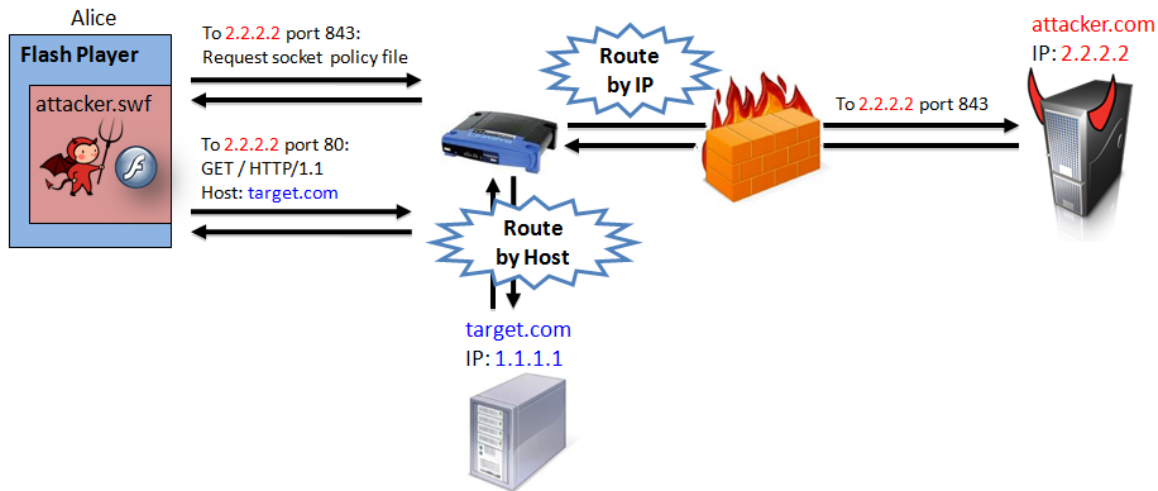 Alice
Flash Player
attacker.swf
To 2.2.2.2 port 843:
Request socket policy file
To 2.2.2.2 port 80:
GET / HTTP/1.1
Host: target.com
Route
by IP
To 2.2.2.2 port 843
attacker.com
IP: 2.2.2.2
Route
by Host
target.com
IP: 1.1.1.1